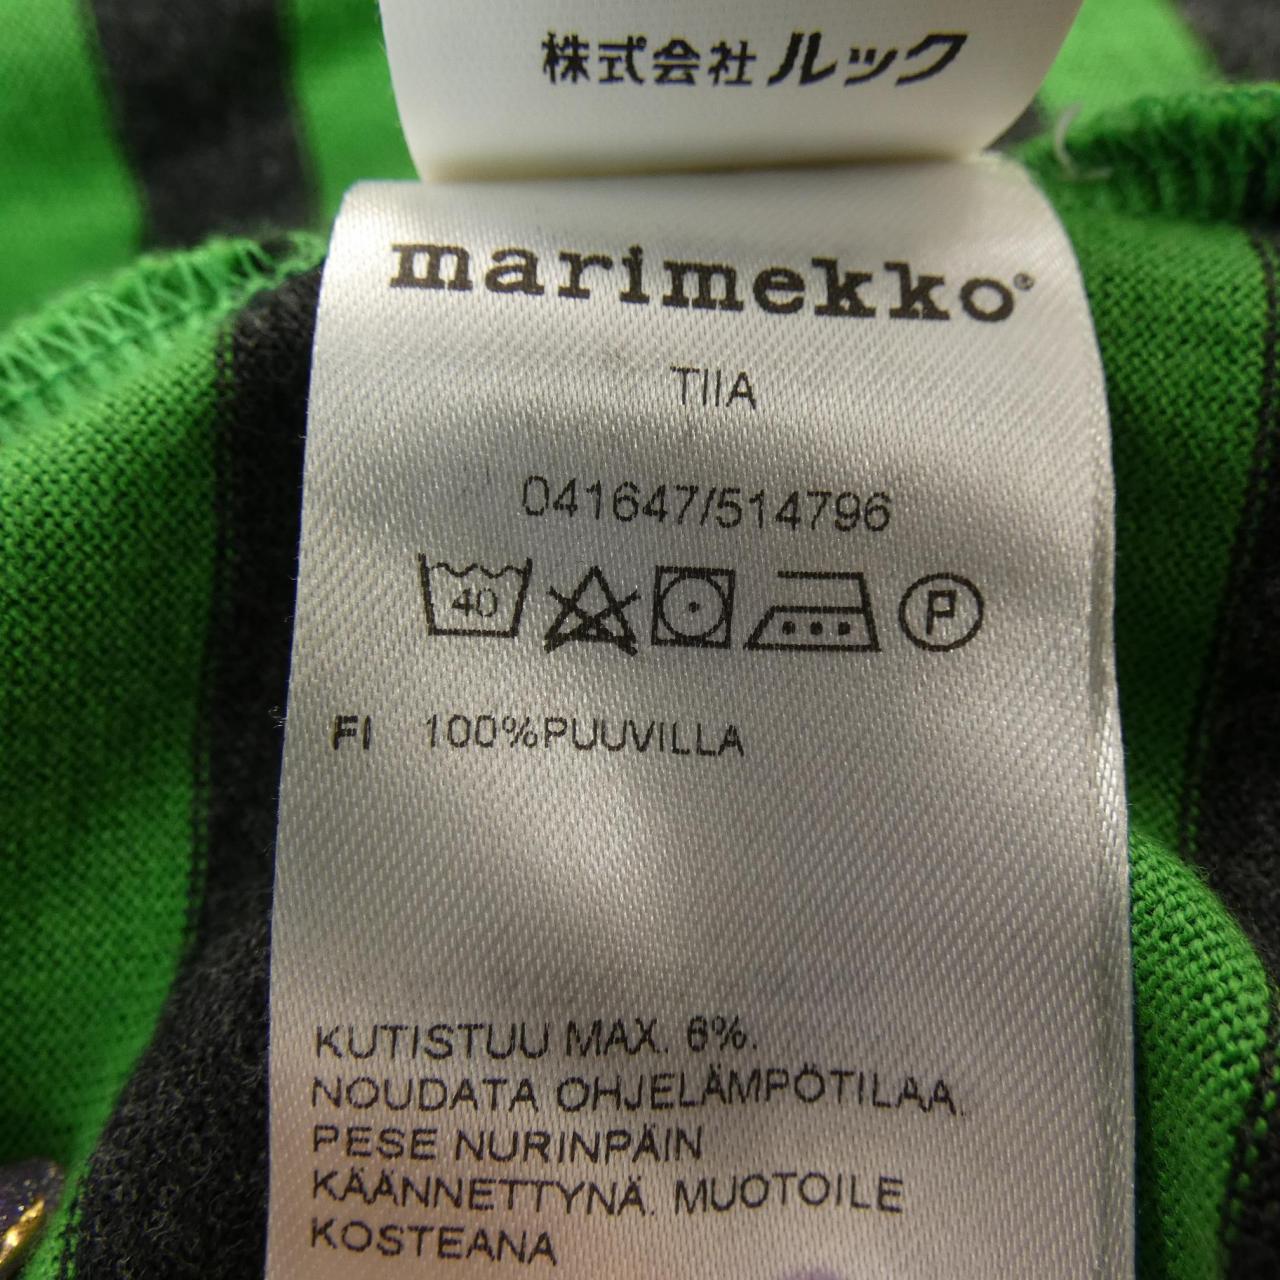 株式会社ルック
marimekko®
TIIA
041647/514796
40
P
FI 100%PUUVILLA
KUTISTUU MAX. 6%.
NOUDATA OHJELÄMPÖTILAA.
PESE NURINPÄIN
KÄÄNNETTYNÄ. MUOTOILE
KOSTEANA